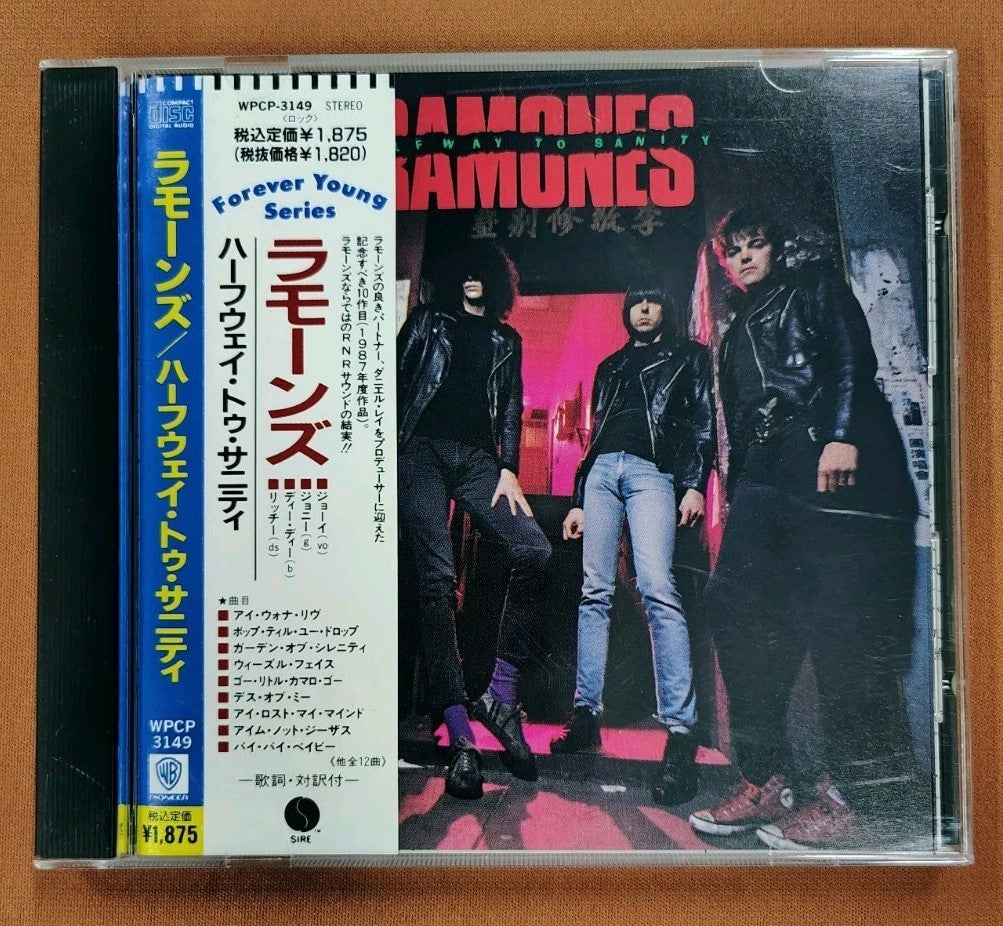 COMPACT
disc
DIGITAL AUDIO
ラモーンズ/ハーフウェイ・トゥ・サニティ
WPCP
3149
WB
PIONEER
税込定価
¥1,875
WPCP-3149 STEREO
〈ロック〉
税込定価¥1,875
(税抜価格¥1,820)
Forever Young
Series
ラモーンズの良きパートナー、ダニエル・レイをプロデューサーに迎えた
記念すべき10作目(1987年度作品)。
ラモーンズならではのRNRサウンドの結実!!
ラモーンズ
■ジョーイ(vo)
■ジョニー(g)
■ディー・ディー(b)
■リッチー(ds)
ハーフウェイ・トゥ・サニティ
★曲目
■アイ・ウォナ・リヴ
■ボップ・ティル・ユー・ドロップ
■ガーデン・オブ・シレニティ
■ウィーズル・フェイス
■ゴー・リトル・カマロ・ゴー
■デス・オブ・ミー
■アイ・ロスト・マイ・マインド
■アイム・ノット・ジーザス
■バイ・バイ・ベイビー
《他全12曲》
—歌詞・対訳付—
SIRE
RAMONES
LFWAY TO SANITY
RAMONES
團演唱會